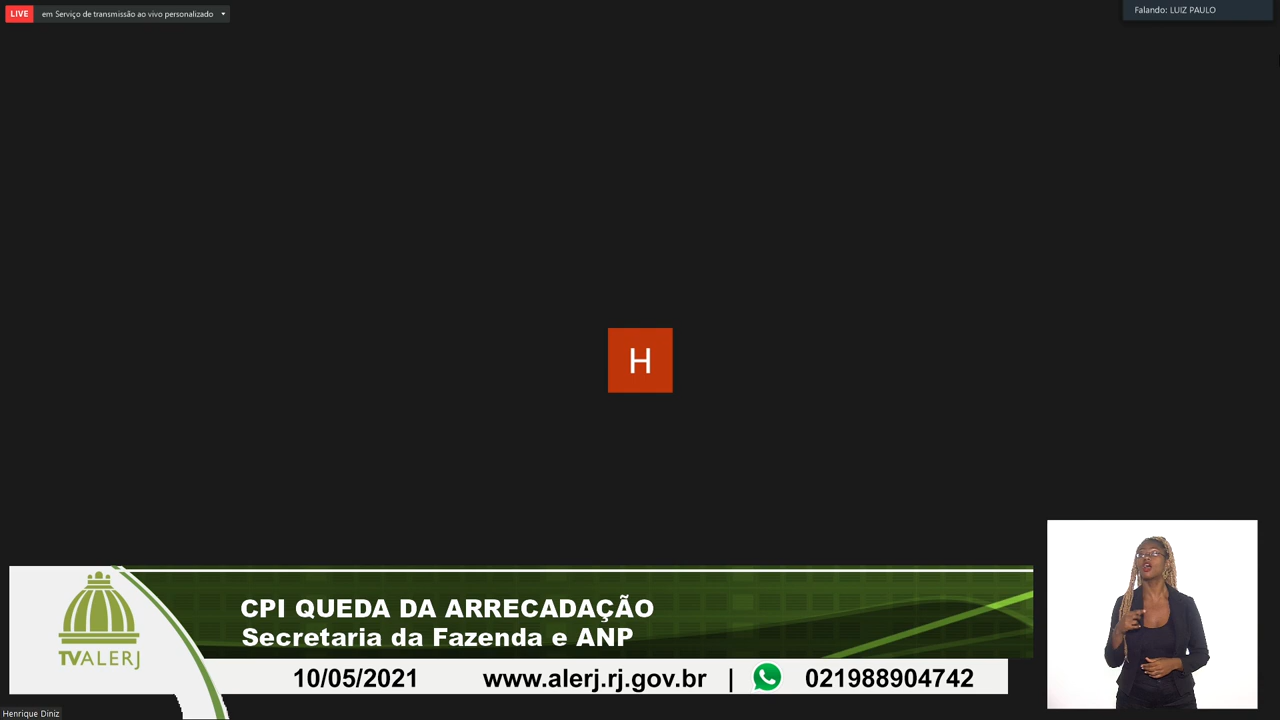 LIVE em Serviço de transmissão ao vivo personalizado
Falando: LUIZ PAULO
H
CPI QUEDA DA ARRECADAÇÃO
Secretaria da Fazenda e ANP
TVALERJ
10/05/2021 www.alerj.rj.gov.br | 021988904742
Henrique Diniz